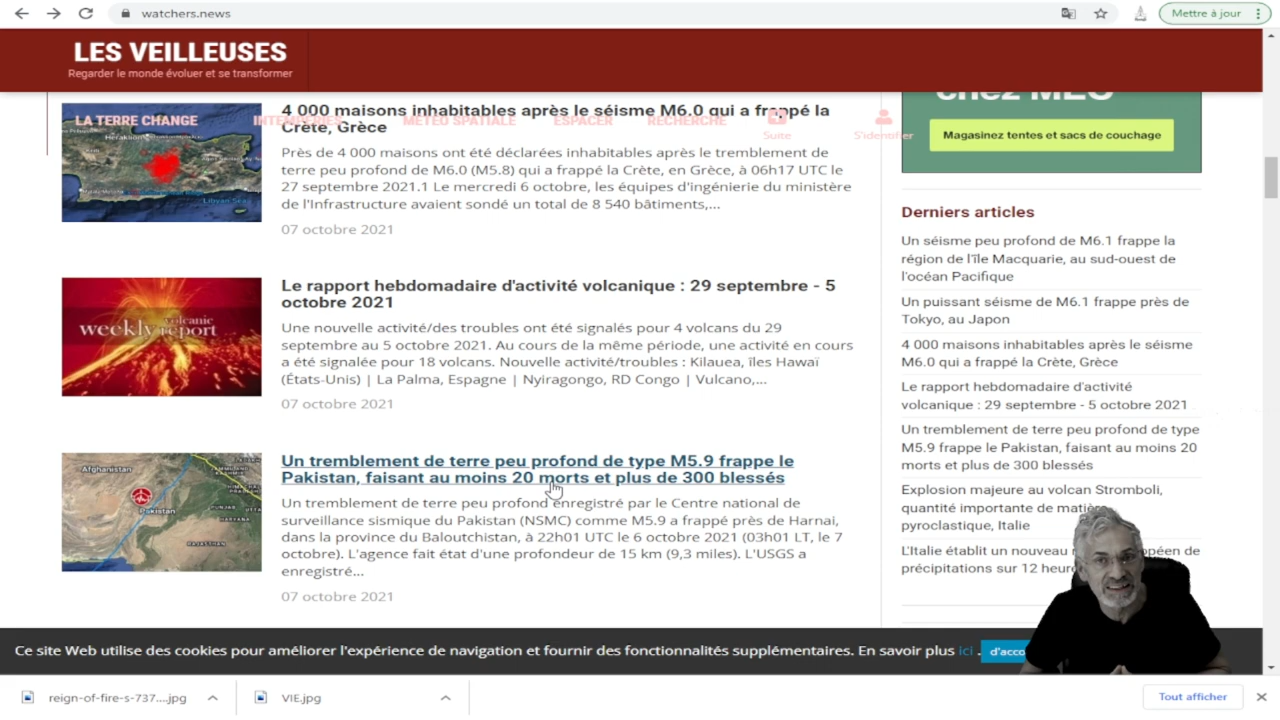 watchers.news
Mettre à jour
LES VEILLEUSES
Regarder le monde évoluer et se transformer
LA TERRE CHANGE
INTEMPÉRIES
MÉTÉO SPATIALE
ESPACER
RECHERCHE
Suite
S'identifier
4 000 maisons inhabitables après le séisme M6.0 qui a frappé la
Crète, Grèce
Près de 4 000 maisons ont été déclarées inhabitables après le tremblement de
terre peu profond de M6.0 (M5.8) qui a frappé la Crète, en Grèce, à 06h17 UTC le
27 septembre 2021.1 Le mercredi 6 octobre, les équipes d'ingénierie du ministère
de l'Infrastructure avaient sondé un total de 8 540 bâtiments,...
07 octobre 2021
Heraklion
Libyan Sea
weekly volcanic report
Le rapport hebdomadaire d'activité volcanique : 29 septembre - 5
octobre 2021
Une nouvelle activité/des troubles ont été signalés pour 4 volcans du 29
septembre au 5 octobre 2021. Au cours de la même période, une activité en cours
a été signalée pour 18 volcans. Nouvelle activité/troubles : Kilauea, îles Hawaï
(États-Unis) | La Palma, Espagne | Nyiragongo, RD Congo | Vulcano,...
07 octobre 2021
Afghanistan
Pakistan
PUNJAB
RAJASTHAN
Un tremblement de terre peu profond de type M5.9 frappe le
Pakistan, faisant au moins 20 morts et plus de 300 blessés
Un tremblement de terre peu profond enregistré par le Centre national de
surveillance sismique du Pakistan (NSMC) comme M5.9 a frappé près de Harnai,
dans la province du Baloutchistan, à 22h01 UTC le 6 octobre 2021 (03h01 LT, le 7
octobre). L'agence fait état d'une profondeur de 15 km (9,3 miles). L'USGS a
enregistré...
07 octobre 2021
chez MEC
Magasinez tentes et sacs de couchage
Derniers articles
Un séisme peu profond de M6.1 frappe la
région de l'île Macquarie, au sud-ouest de
l'océan Pacifique
Un puissant séisme de M6.1 frappe près de
Tokyo, au Japon
4 000 maisons inhabitables après le séisme
M6.0 qui a frappé la Crète, Grèce
Le rapport hebdomadaire d'activité
volcanique : 29 septembre - 5 octobre 2021
Un tremblement de terre peu profond de type
M5.9 frappe le Pakistan, faisant au moins 20
morts et plus de 300 blessés
Explosion majeure au volcan Stromboli,
quantité importante de matière
pyroclastique, Italie
L'Italie établit un nouveau péen de
précipitations sur 12 heure
Ce site Web utilise des cookies pour améliorer l'expérience de navigation et fournir des fonctionnalités supplémentaires. En savoir plus ici .
d'acco
reign-of-fire-s-737....jpg
VIE.jpg
Tout afficher